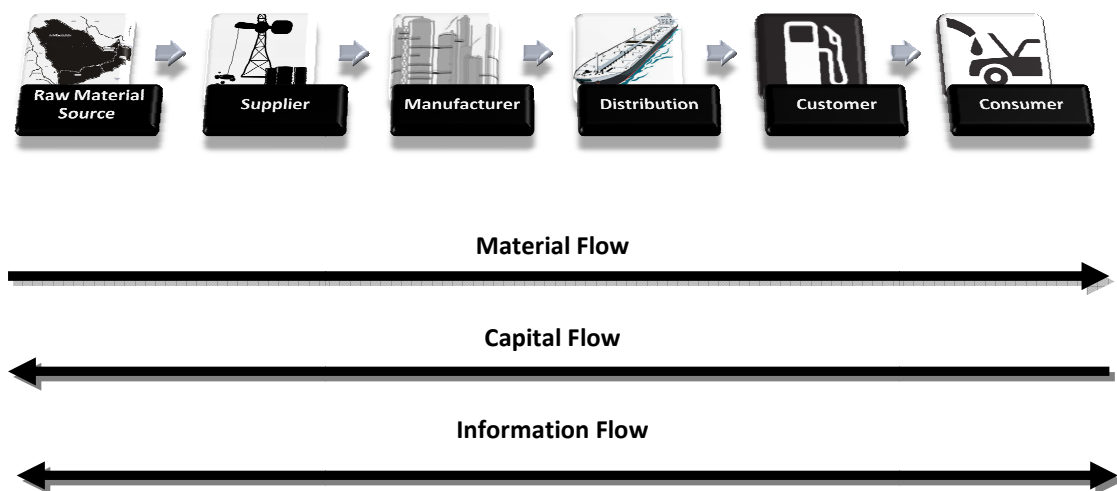 Raw Material
Source
Supplier
Manufacturer
Distribution
Customer
Consumer
Material Flow
Capital Flow
Information Flow